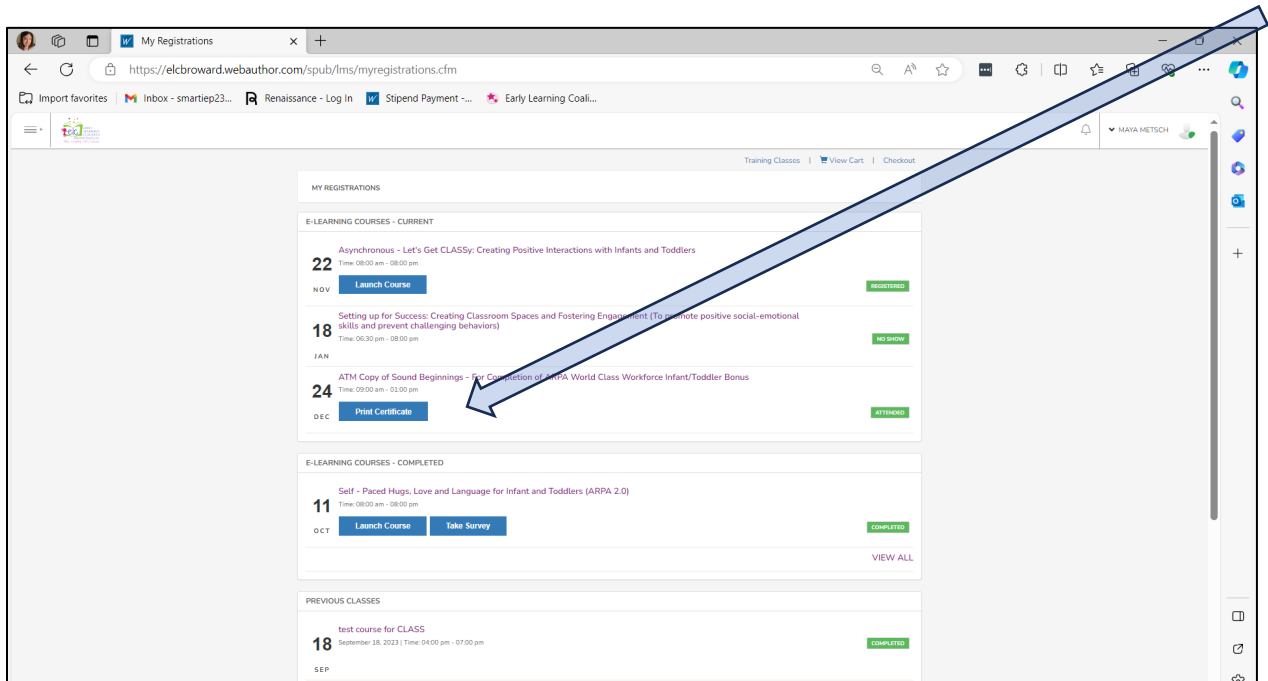 My Registrations
https://elcbroward.webauthor.com/spub/lms/myregistrations.cfm
Import favorites
Inbox - smartiep23...
Renaissance - Log In
Stipend Payment -...
Early Learning Coali...
MAYA METSCH
Training Classes | View Cart | Checkout
MY REGISTRATIONS
E-LEARNING COURSES - CURRENT
Asynchronous - Let's Get CLASSy: Creating Positive Interactions with Infants and Toddlers
22
Time: 08:00 am - 08:00 pm
NOV
Launch Course
REGISTERED
Setting up for Success: Creating Classroom Spaces and Fostering Engagement (To promote positive social-emotional
skills and prevent challenging behaviors)
18
Time: 06:30 pm - 08:00 pm
JAN
NO SHOW
ATM Copy of Sound Beginnings - For Completion of ARPA World Class Workforce Infant/Toddler Bonus
24
Time: 09:00 am - 01:00 pm
DEC
Print Certificate
ATTENDED
E-LEARNING COURSES - COMPLETED
Self - Paced Hugs, Love and Language for Infant and Toddlers (ARPA 2.0)
11
Time: 08:00 am - 08:00 pm
OCT
Launch Course
Take Survey
COMPLETED
VIEW ALL
PREVIOUS CLASSES
test course for CLASS
18
September 18, 2023 | Time: 04:00 pm - 07:00 pm
SEP
COMPLETED